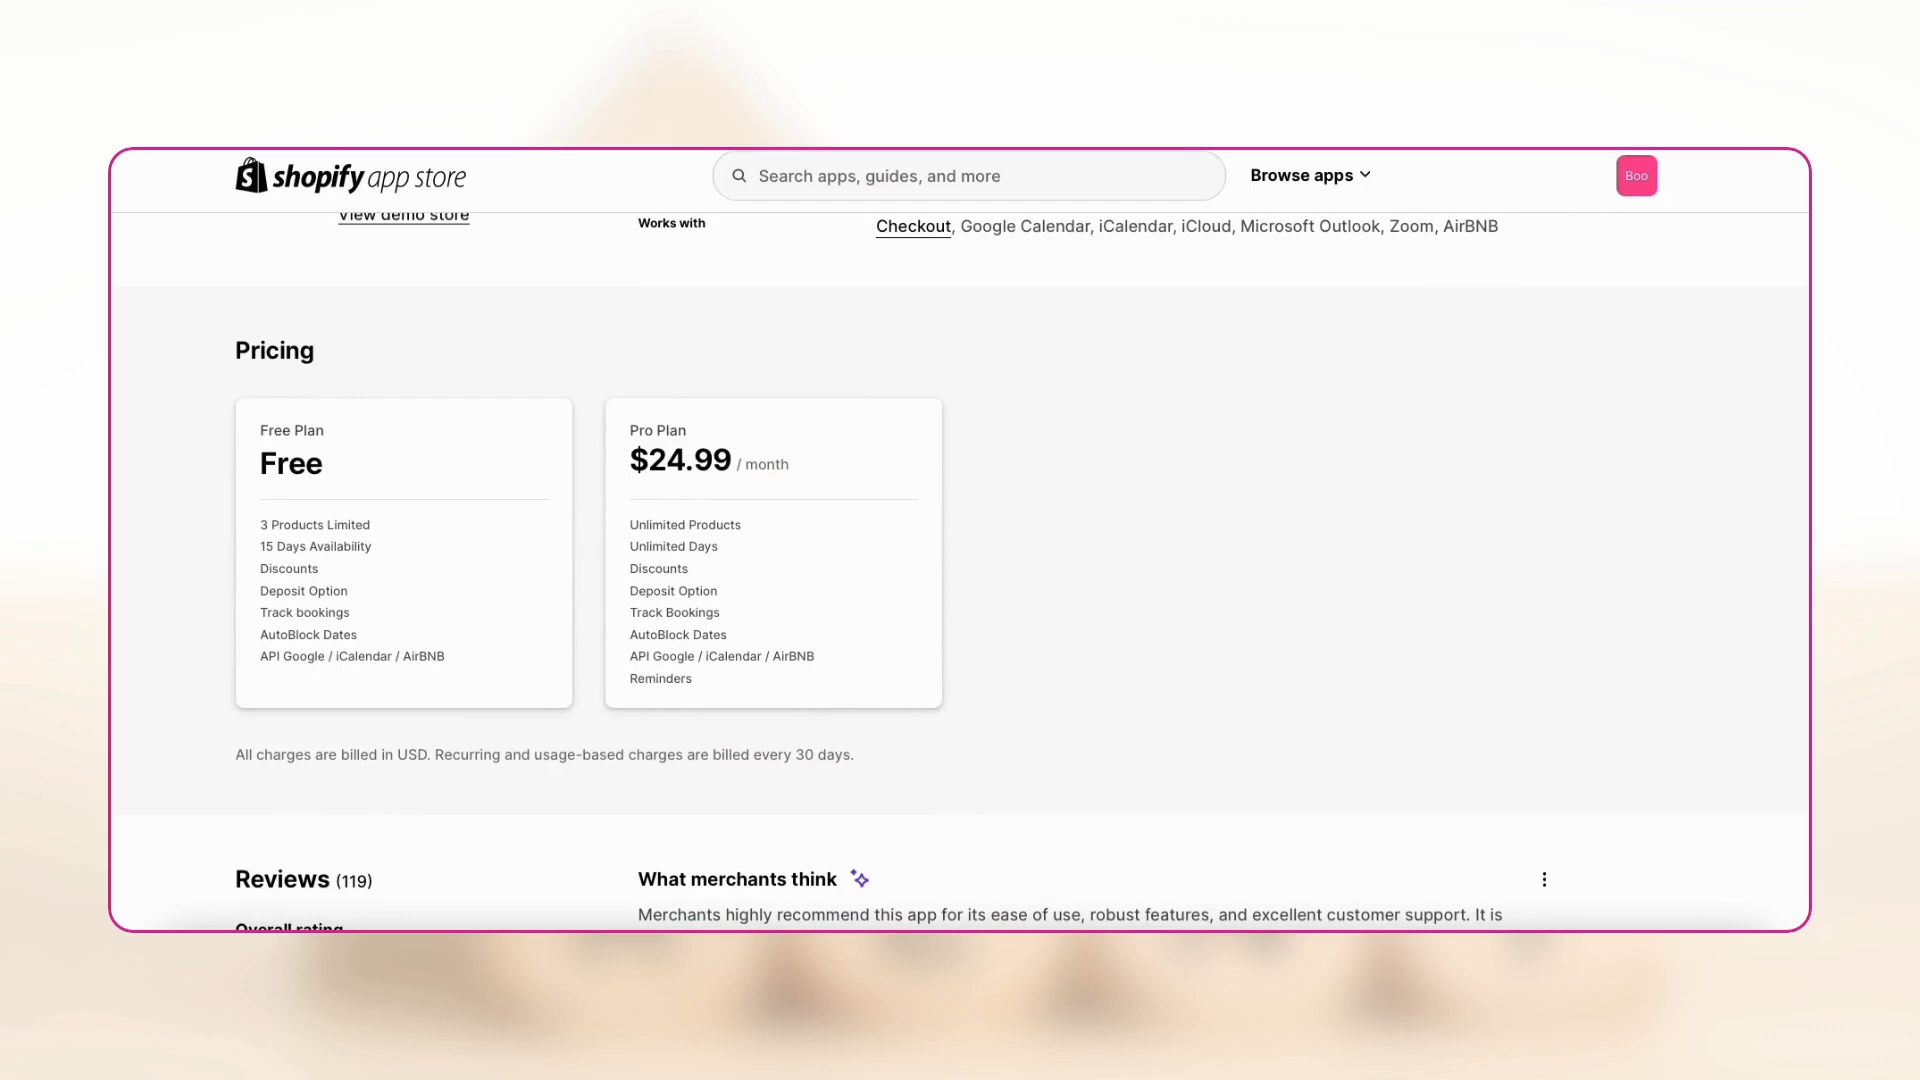 shopify app store
Search apps, guides, and more
Browse apps
Boo
View demo store
Works with
Checkout, Google Calendar, iCalendar, iCloud, Microsoft Outlook, Zoom, AirBNB
Pricing
Free Plan
Free
3 Products Limited
15 Days Availability
Discounts
Deposit Option
Track bookings
AutoBlock Dates
API Google / iCalendar / AirBNB
Pro Plan
$24.99 / month
Unlimited Products
Unlimited Days
Discounts
Deposit Option
Track Bookings
AutoBlock Dates
API Google / iCalendar / AirBNB
Reminders
All charges are billed in USD. Recurring and usage-based charges are billed every 30 days.
Reviews (119)
Overall rating
What merchants think
Merchants highly recommend this app for its ease of use, robust features, and excellent customer support. It is